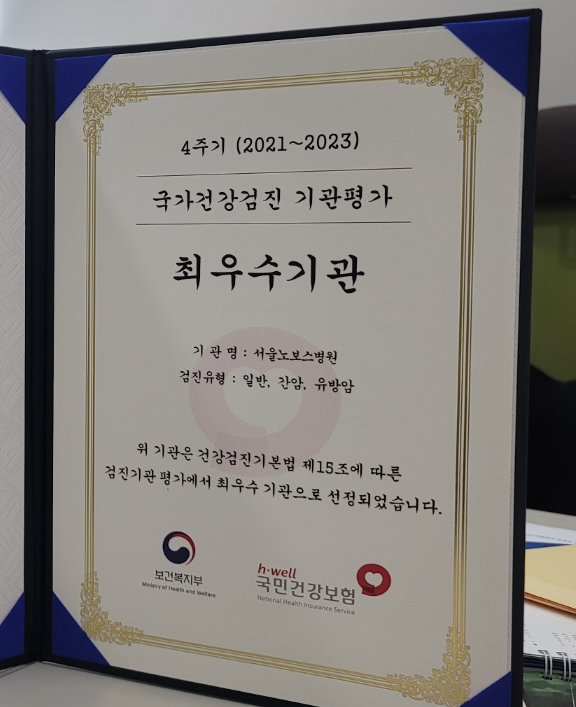 4주기 (2021~2023)
국가건강검진 기관평가
최우수기관
기 관 명 : 서울노보스병원
검진유형 : 일반, 간암, 유방암
위 기관은 건강검진기본법 제15조에 따른
검진기관 평가에서 최우수 기관으로 선정되었습니다.
보건복지부
Ministry of Health and Welfare
h·well
국민건강보험
National Health Insurance Service